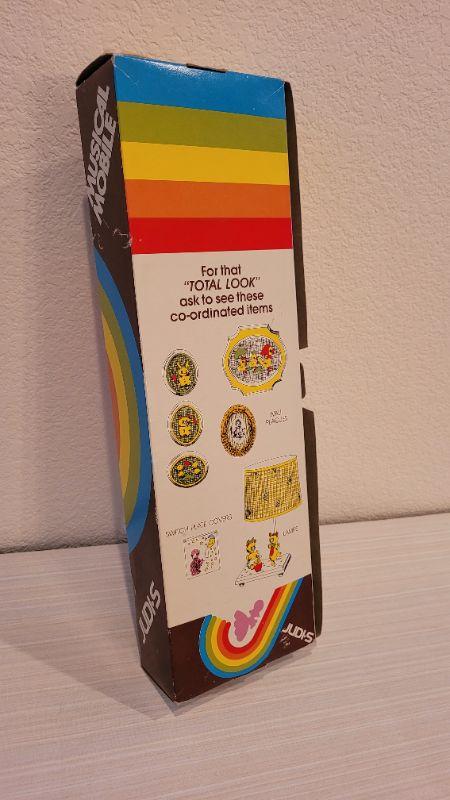 MUSICAL
MOBILE
For that
"TOTAL LOOK"
ask to see these
co-ordinated items
WALL
PLAQUES
SWITCH PLATE COVERS
LAMPS
JUDI·S
JUDI·S